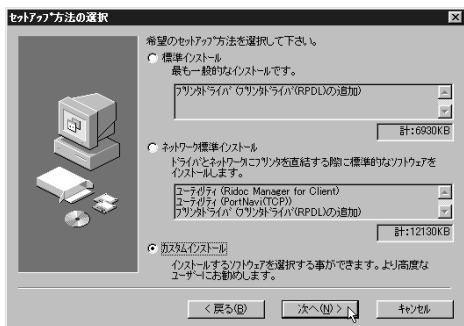 セットアップ方法の選択
希望のセットアップ方法を選択して下さい。
標準インストール
最も一般的なインストールです。
プリンタドライバ (プリンタドライバ(RPDL)の追加)
計:6930KB
ネットワーク標準インストール
ドライバとネットワークにプリンタを直結する際に標準的なソフトウェアを
インストールします。
ユーティリティ (Ridoc Manager for Client)
ユーティリティ (PortNavi(TCP))
プリンタドライバ (プリンタドライバ(RPDL)の追加)
計:12130KB
カスタムインストール
インストールするソフトウェアを選択する事ができます。より高度な
ユーザーにお勧めします。
< 戻る(B)
次へ(N) >
キャンセル